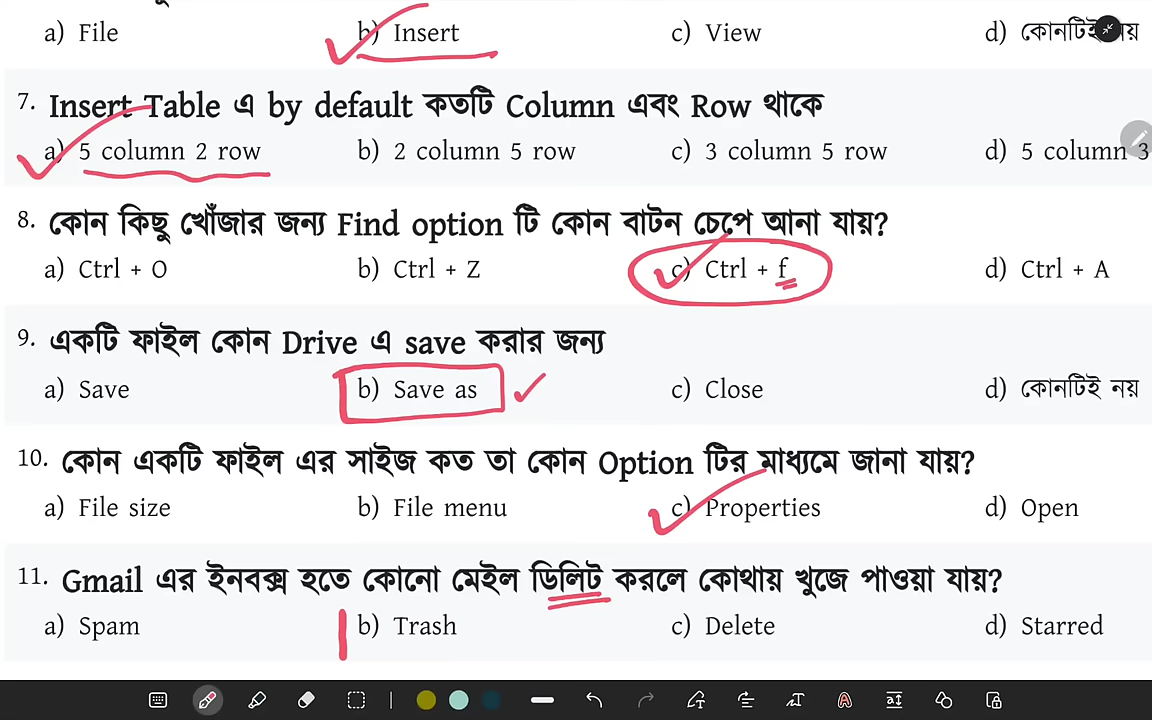 a) File b) Insert c) View d) কোনটিই নয়
7. Insert Table এ by default কতটি Column এবং Row থাকে
a) 5 column 2 row b) 2 column 5 row c) 3 column 5 row d) 5 column 3
8. কোন কিছু খোঁজার জন্য Find option টি কোন বাটন চেপে আনা যায়?
a) Ctrl + O b) Ctrl + Z c) Ctrl + f d) Ctrl + A
9. একটি ফাইল কোন Drive এ save করার জন্য
a) Save b) Save as c) Close d) কোনটিই নয়
10. কোন একটি ফাইল এর সাইজ কত তা কোন Option টির মাধ্যমে জানা যায়?
a) File size b) File menu c) Properties d) Open
11. Gmail এর ইনবক্স হতে কোনো মেইল ডিলিট করলে কোথায় খুজে পাওয়া যায়?
a) Spam b) Trash c) Delete d) Starred